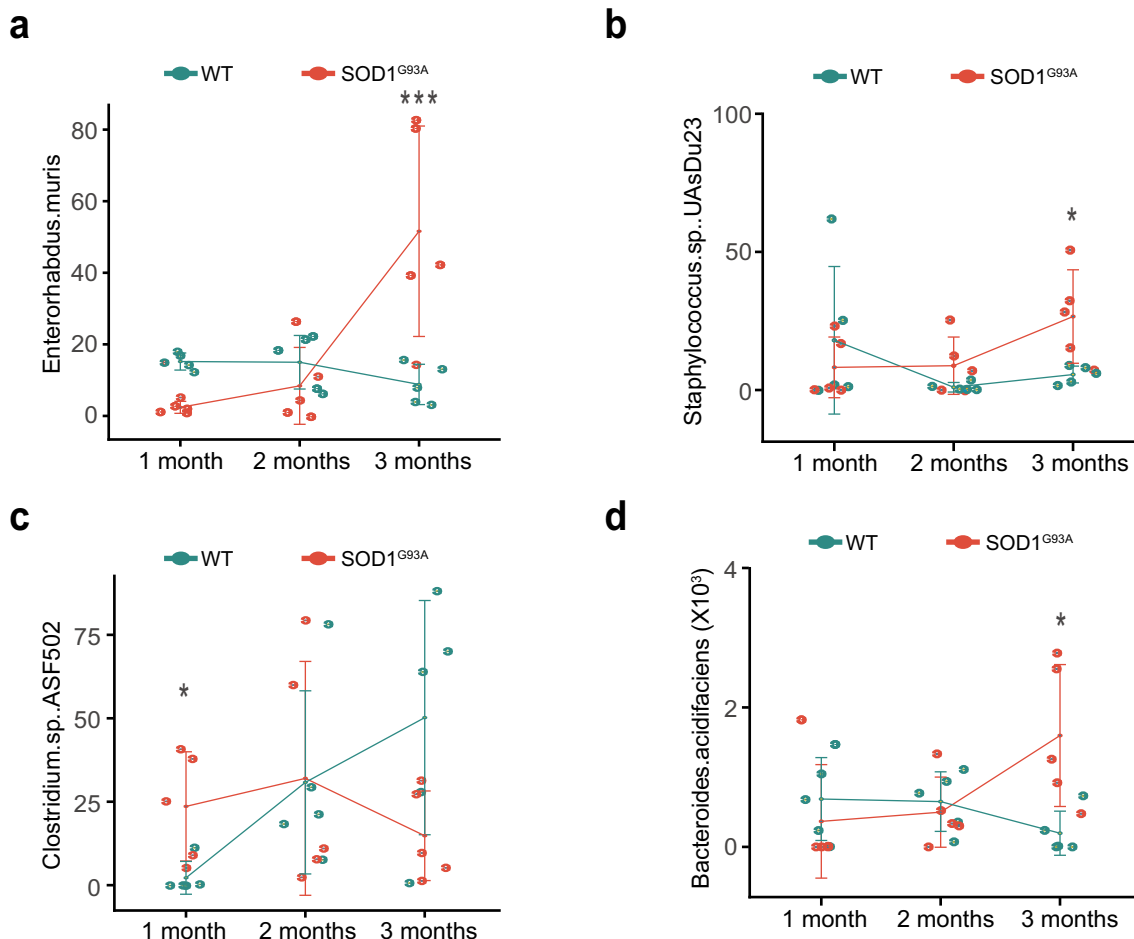 a
WT SOD1G93A
Enterorhabdus.muris
***
80
60
40
20
0
1 month 2 months 3 months
b
WT SOD1G93A
Staphylococcus.sp..UAsDu23
100
*
50
0
1 month 2 months 3 months
c
WT SOD1G93A
Clostridium.sp..ASF502
75
*
50
25
0
1 month 2 months 3 months
d
WT SOD1G93A
Bacteroides.acidifaciens (X10³)
4
*
2
0
1 month 2 months 3 months